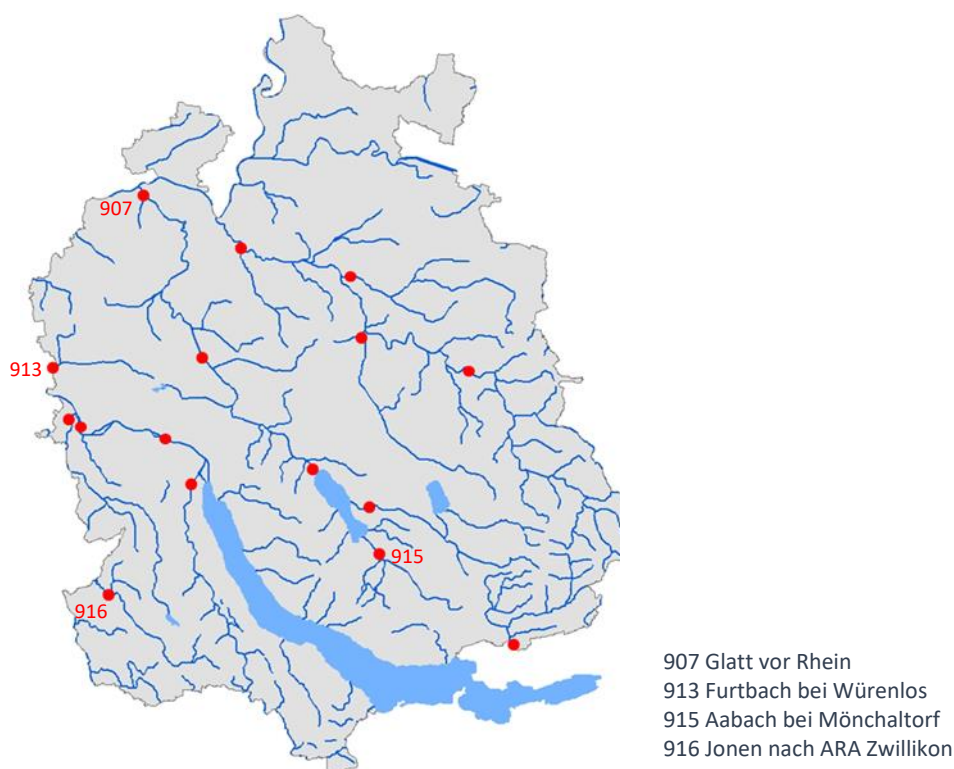 907
913
915
916
907 Glatt vor Rhein
913 Furtbach bei Würenlos
915 Aabach bei Mönchaltorf
916 Jonen nach ARA Zwillikon